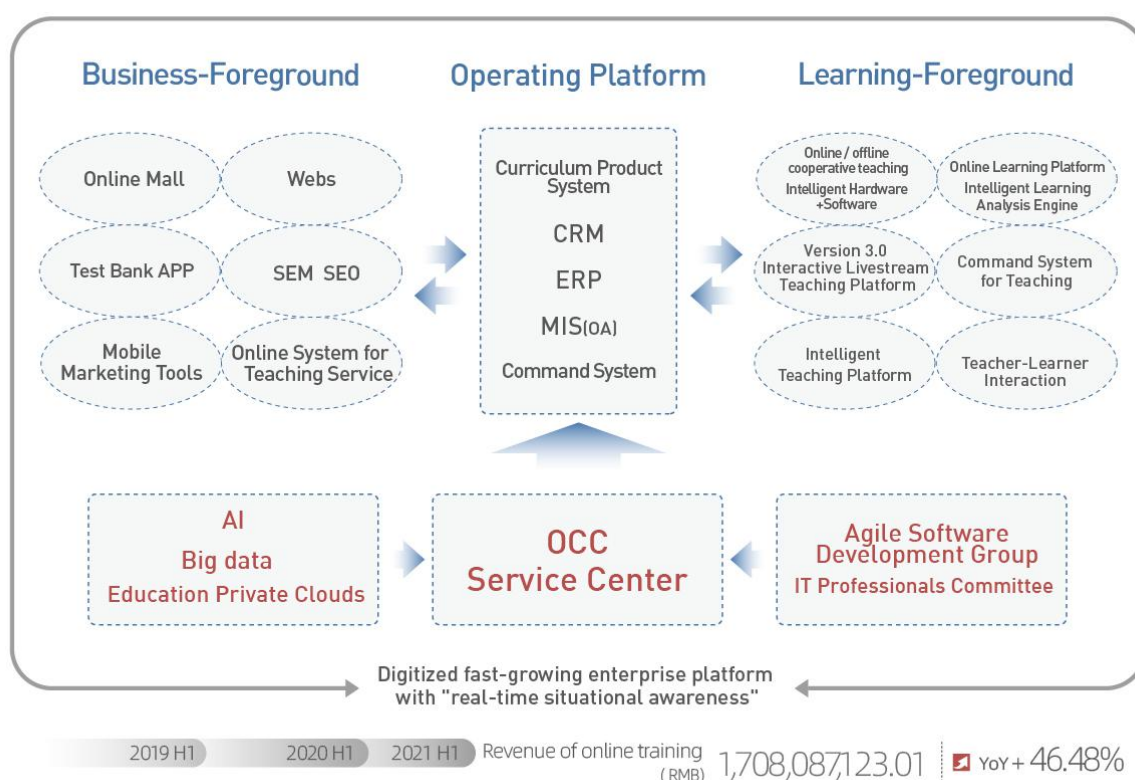 Business-Foreground
Operating Platform
Learning-Foreground
Online Mall
Webs
Test Bank APP
SEM SEO
Mobile
Marketing Tools
Online System for
Teaching Service
Curriculum Product
System
CRM
ERP
MIS(OA)
Command System
Online / offline
cooperative teaching
Intelligent Hardware
+Software
Online Learning Platform
Intelligent Learning
Analysis Engine
Version 3.0
Interactive Livestream
Teaching Platform
Command System
for Teaching
Intelligent
Teaching Platform
Teacher-Learner
Interaction
AI
Big data
Education Private Clouds
OCC
Service Center
Agile Software
Development Group
IT Professionals Committee
Digitized fast-growing enterprise platform
with "real-time situational awareness"
2019 H1
2020 H1
2021 H1
Revenue of online training
( RMB)
1,708,087,123.01
YoY + 46.48%